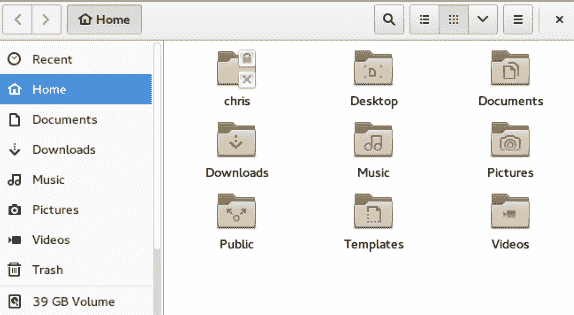 Home
Recent
Home
Documents
Downloads
Music
Pictures
Videos
Trash
39 GB Volume
chris
Desktop
Documents
Downloads
Music
Pictures
Public
Templates
Videos